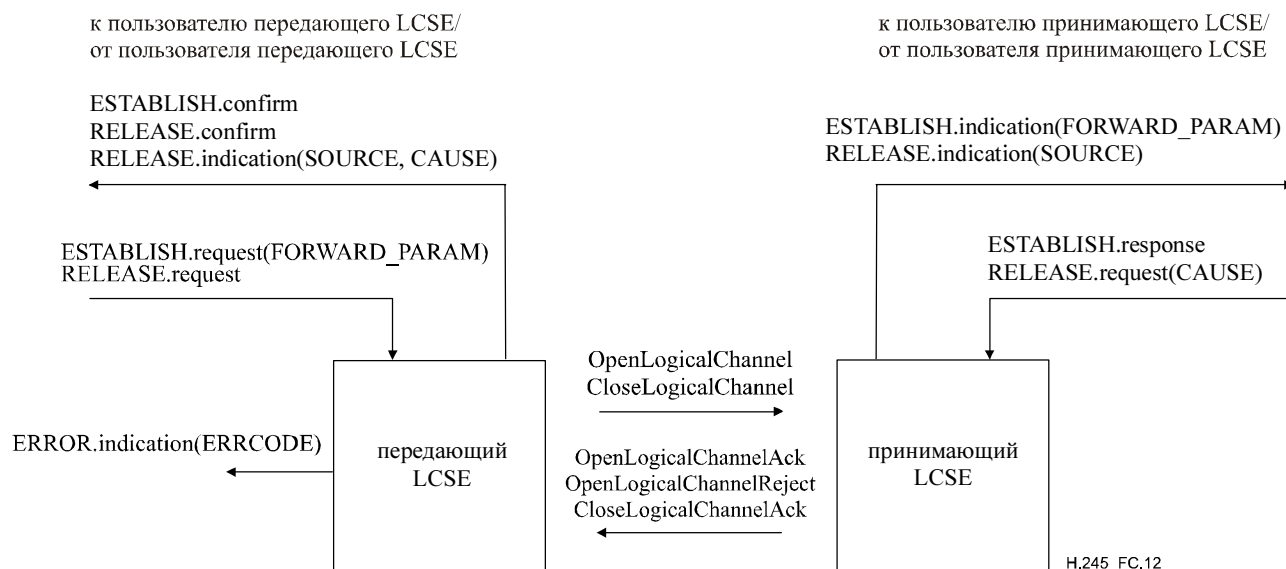 к пользователю передающего LCSE/
от пользователя передающего LCSE
к пользователю принимающего LCSE/
от пользователя принимающего LCSE
ESTABLISH.confirm
RELEASE.confirm
RELEASE.indication(SOURCE, CAUSE)
ESTABLISH.indication(FORWARD_PARAM)
RELEASE.indication(SOURCE)
ESTABLISH.request(FORWARD_PARAM)
RELEASE.request
ESTABLISH.response
RELEASE.request(CAUSE)
OpenLogicalChannel
CloseLogicalChannel
ERROR.indication(ERRCODE)
передающий
LCSE
OpenLogicalChannelAck
OpenLogicalChannelReject
CloseLogicalChannelAck
принимающий
LCSE
H.245_FC.12